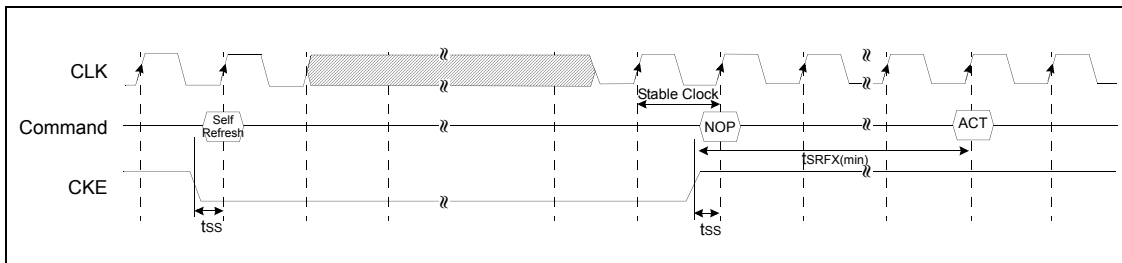 CLK
Stable Clock
Command
Self
Refresh
NOP
ACT
tSRFX(min)
CKE
tss
tss